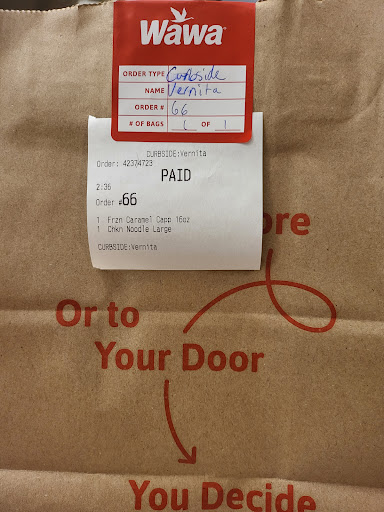 Wawa
ORDER TYPE Curbside
NAME Vernita
ORDER # 66
# OF BAGS 1 OF 1
CURBSIDE:Vernita
Order: 42374723
PAID
2:36
Order #66
1 Frzn Caramel Capp 16oz
1 Chkn Noodle Large
CURBSIDE:Vernita
ore
Or to
Your Door
You Decide